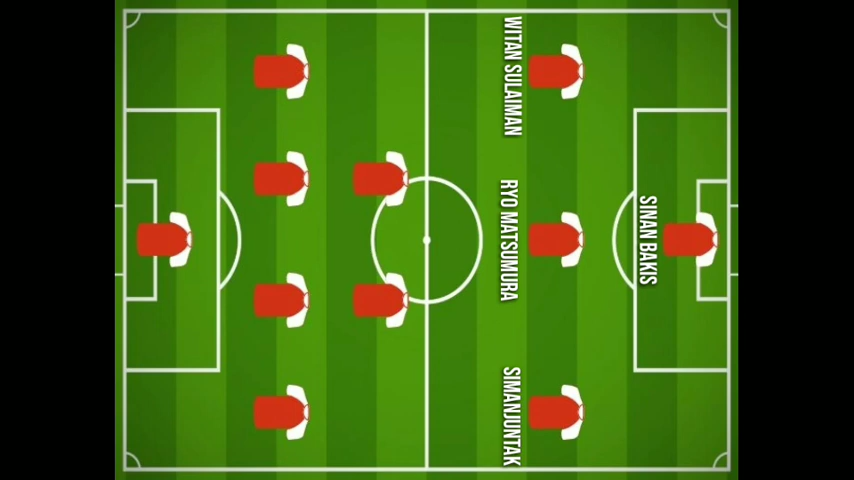 SINAN BAKIS
SIMANJUNTAK
RYO MATSUMURA
WITAN SULAIMAN